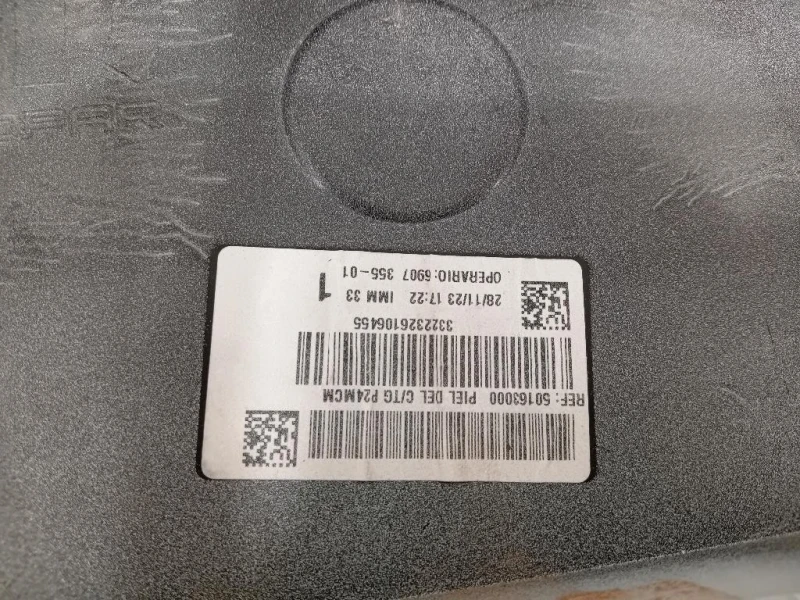 REF: 50163000 PIEL DEL C/TG P24MCM
3322326106455
28/11/23 17:22 IMM 33 1
OPERARIO:6907 355-01